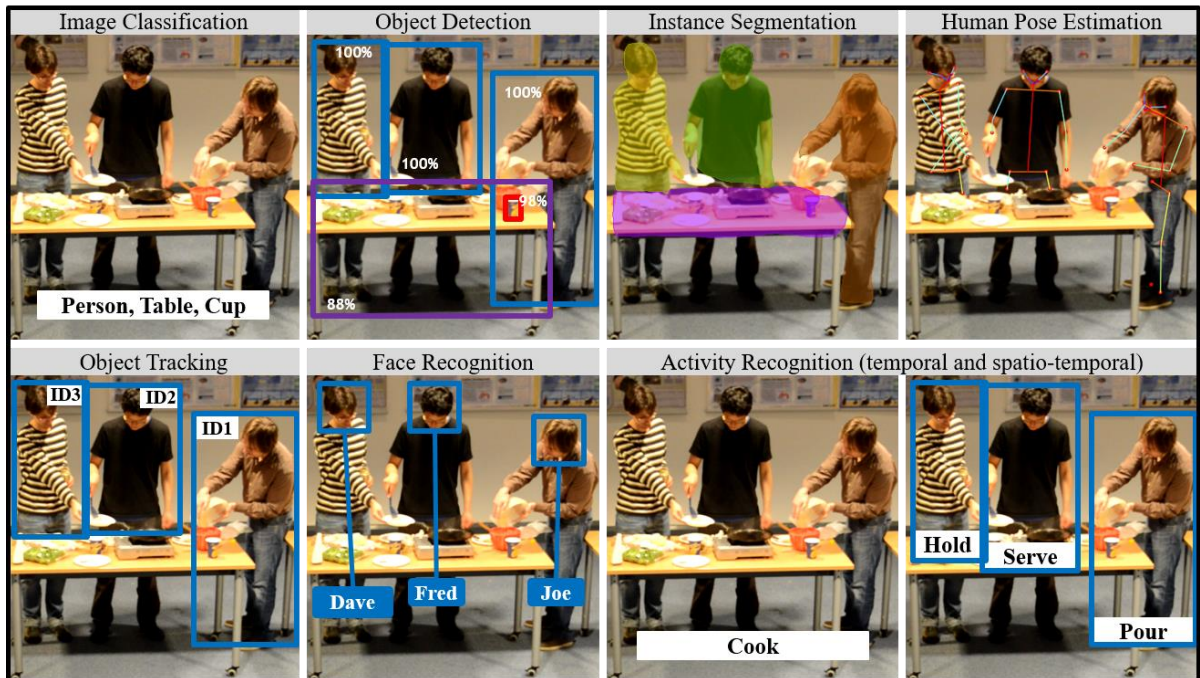 Image Classification
Object Detection
Instance Segmentation
Human Pose Estimation
100%
100%
100%
98%
88%
Person, Table, Cup
Object Tracking
Face Recognition
Activity Recognition (temporal and spatio-temporal)
ID3
ID2
ID1
Dave
Fred
Joe
Cook
Hold
Serve
Pour